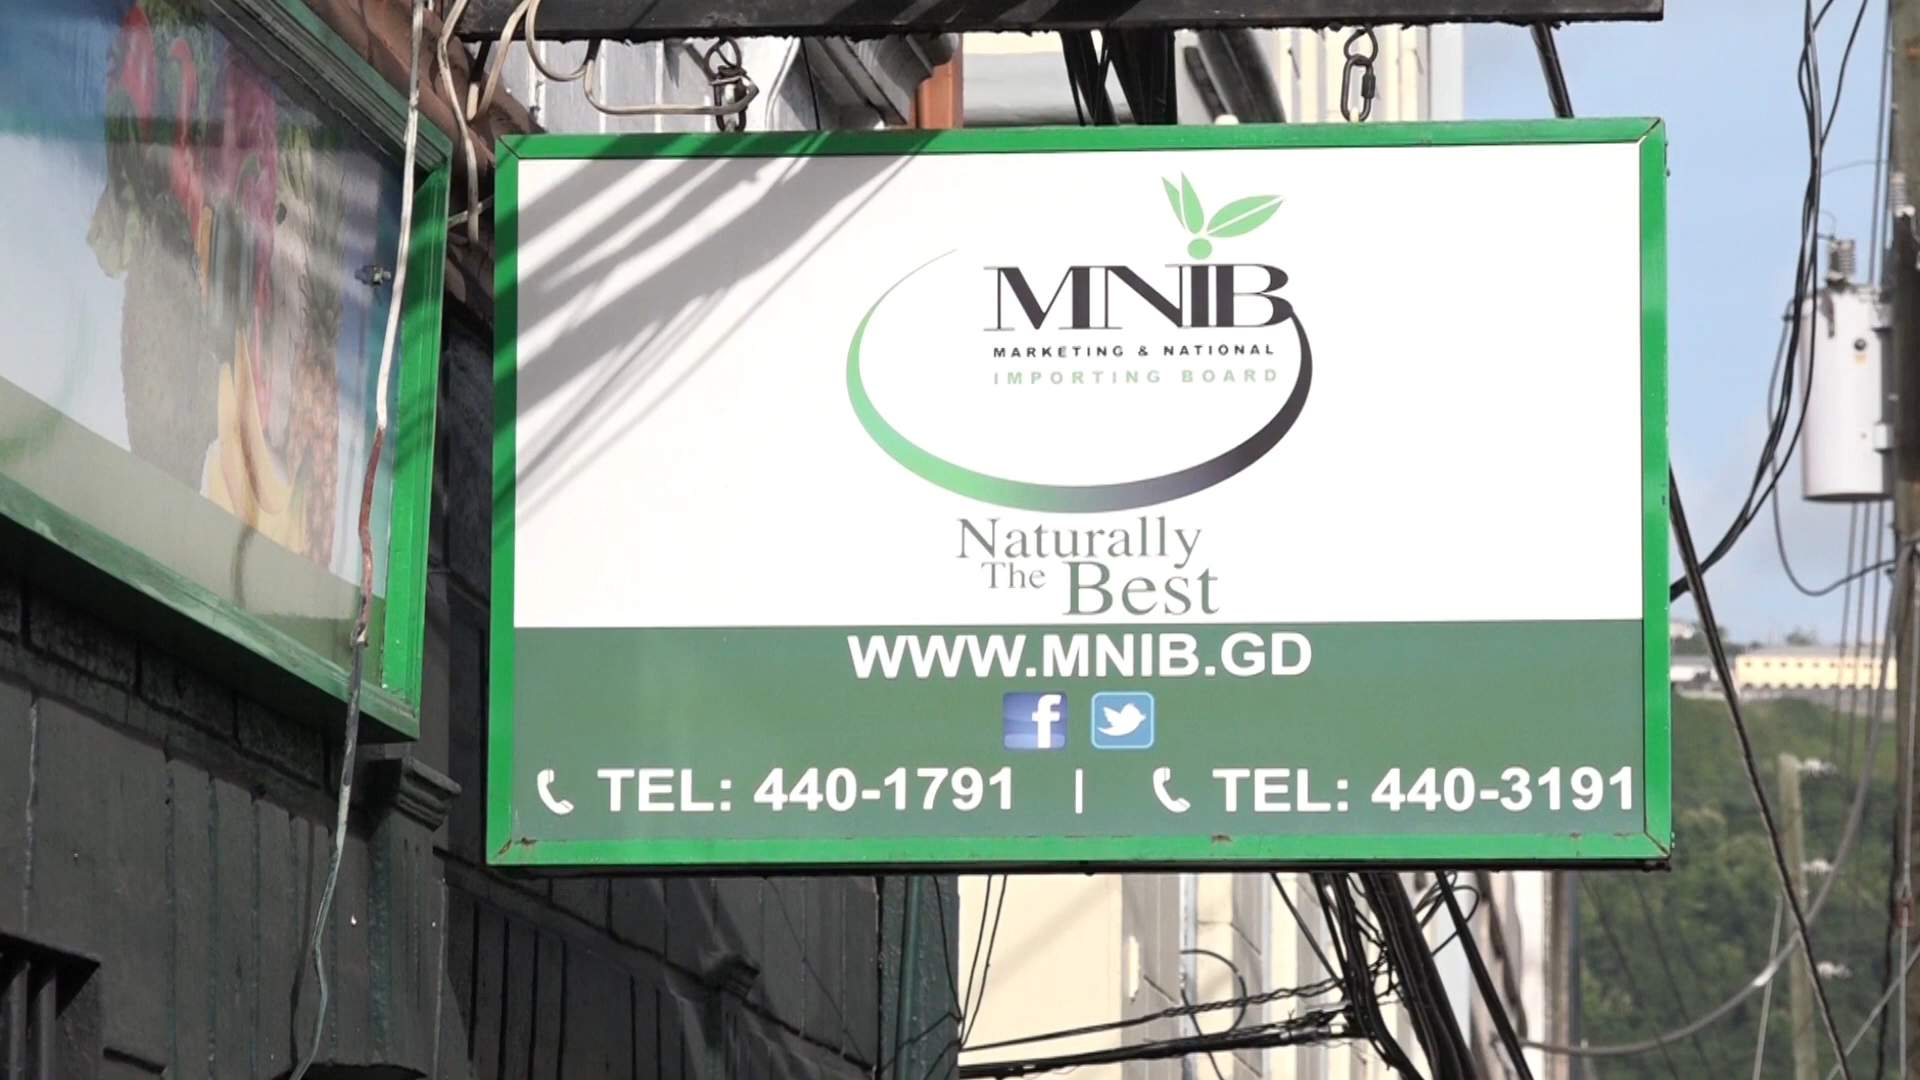 MNIB
MARKETING & NATIONAL
IMPORTING BOARD
Naturally
The Best
WWW.MNIB.GD
f
TEL: 440-1791 | TEL: 440-3191